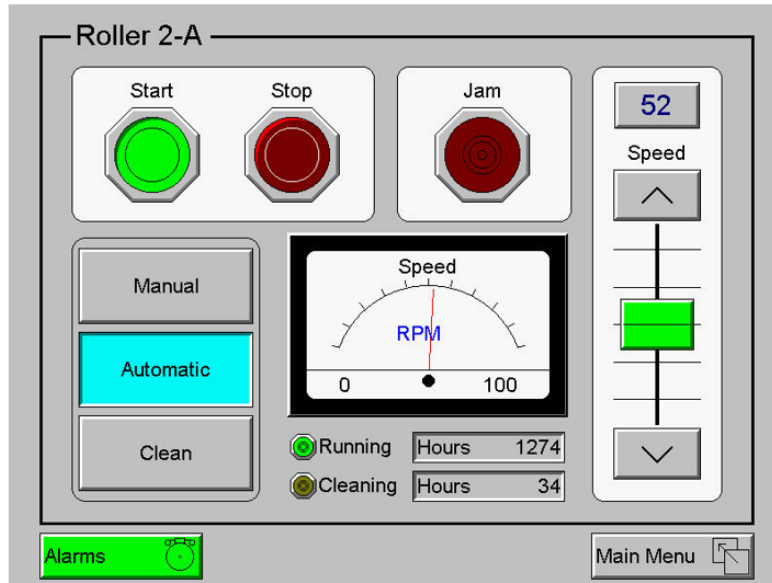 Roller 2-A
Start
Stop
Jam
52
Speed
Manual
Automatic
Clean
Speed
RPM
0
100
Running
Hours 1274
Cleaning
Hours 34
Alarms
Main Menu